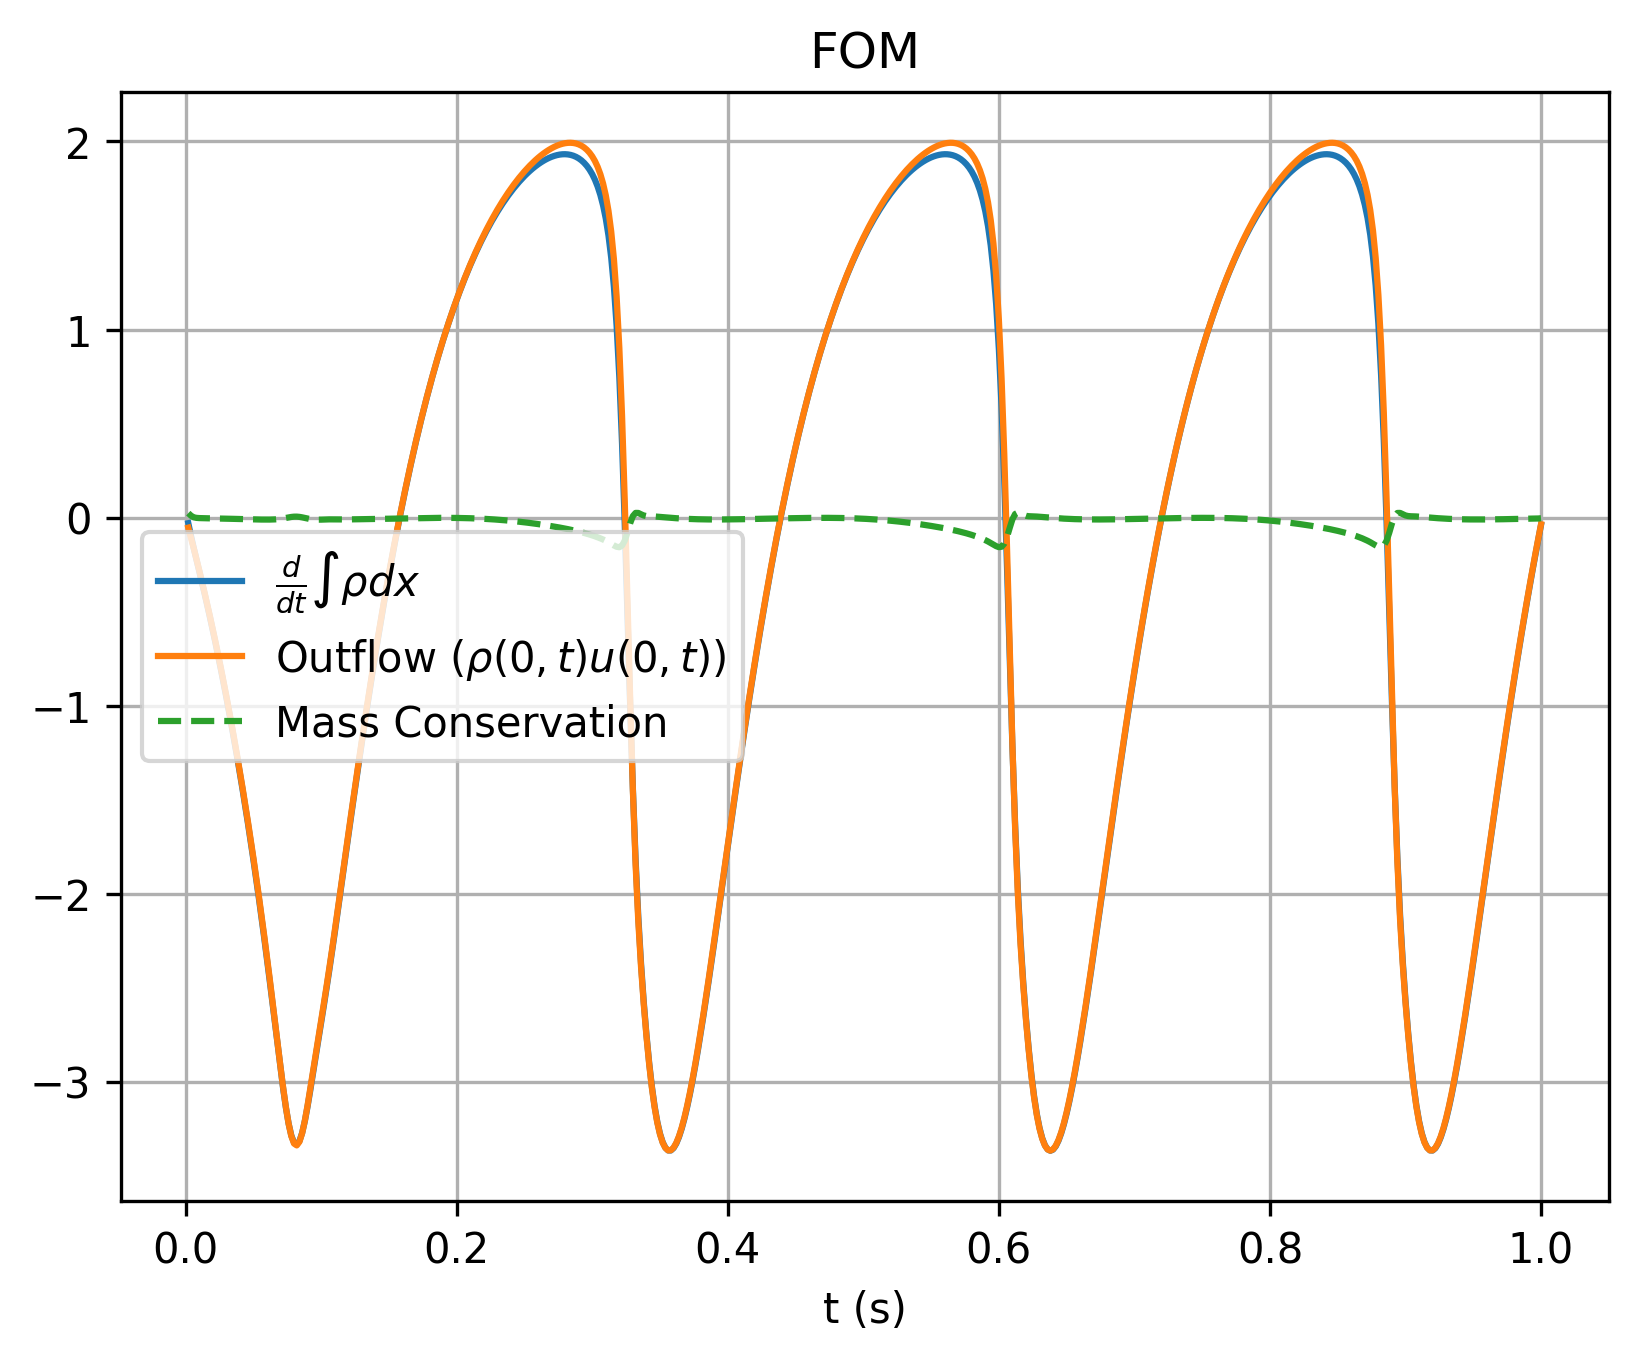 FOM
2
1
0
−1
−2
−3
d/dt ∫ρdx
Outflow (ρ(0, t)u(0, t))
Mass Conservation
0.0 0.2 0.4 0.6 0.8 1.0
t (s)